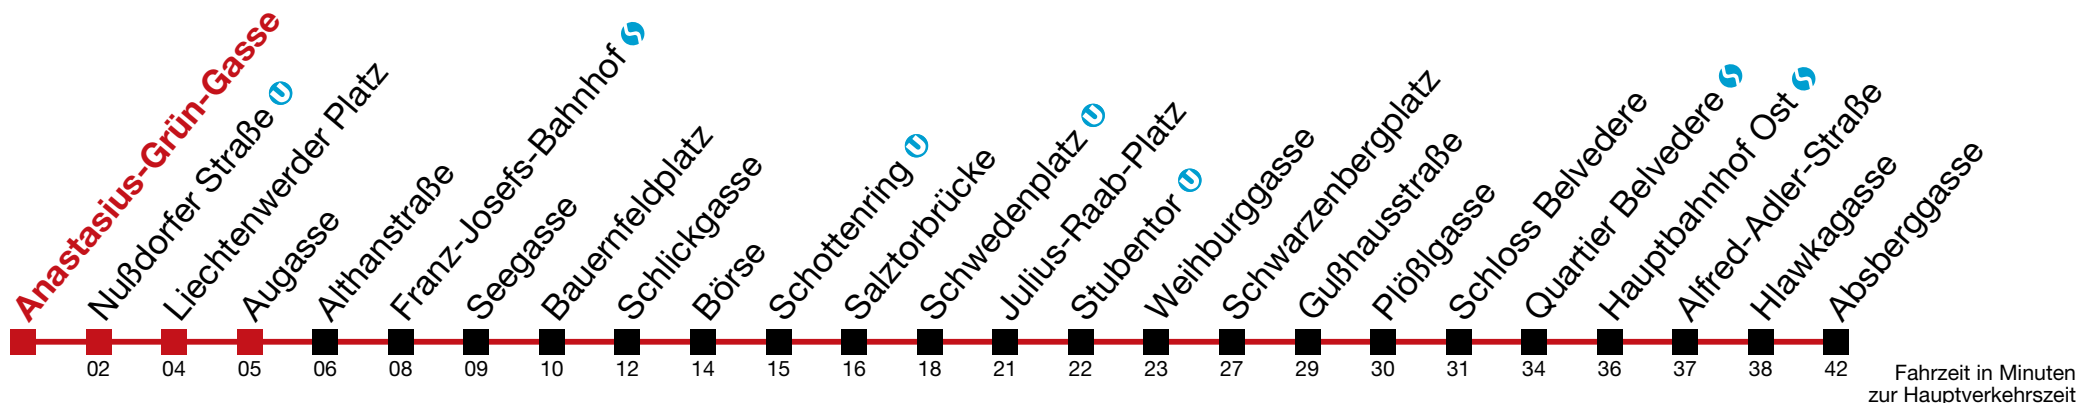 Anastasius-Grün-Gasse
Nußdorfer Straße U
Liechtenwerder Platz
Augasse
Althanstraße
Franz-Josefs-Bahnhof S
Seegasse
Bauernfeldplatz
Schlickgasse
Börse
Schottenring U
Salztorbrücke
Schwedenplatz U
Julius-Raab-Platz
Stubentor U
Weihburggasse
Schwarzenbergplatz
Gußhausstraße
Plößlgasse
Schloss Belvedere
Quartier Belvedere S
Hauptbahnhof Ost S
Alfred-Adler-Straße
Hlawkagasse
Absberggasse
02 04 05 06 08 09 10 12 14 15 16 18 21 22 23 27 29 30 31 34 36 37 38 42
Fahrzeit in Minuten
zur Hauptverkehrszeit